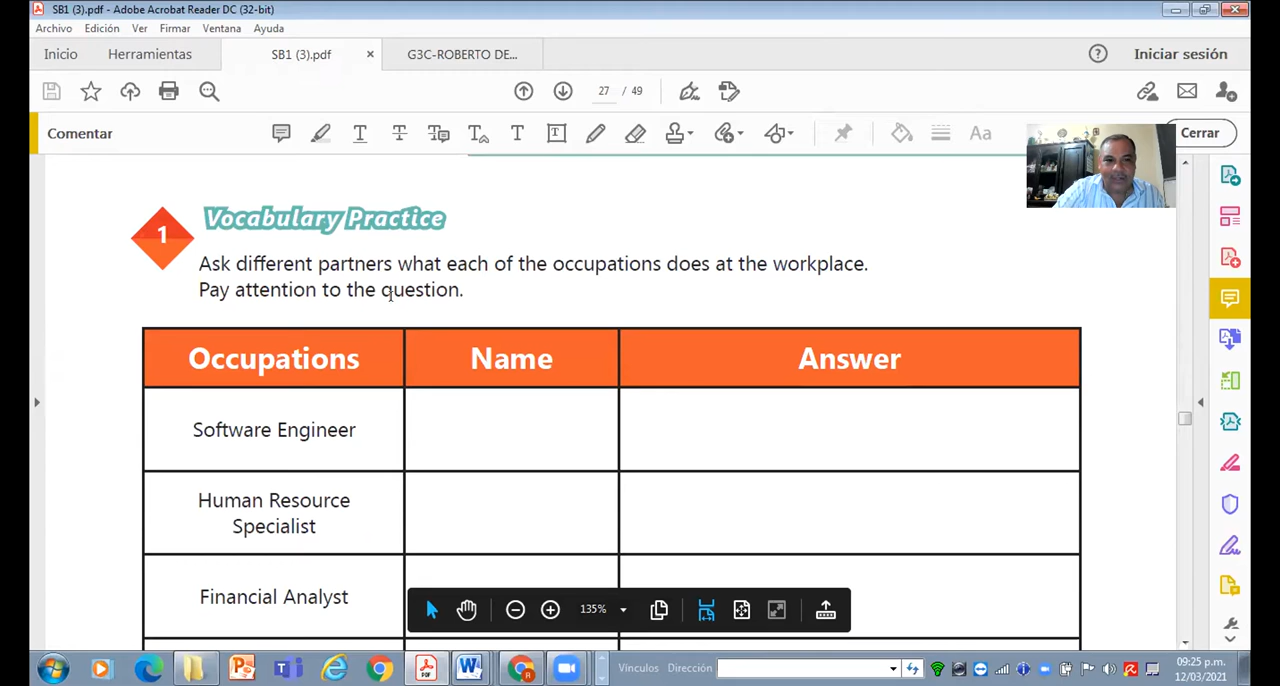 SB1 (3).pdf - Adobe Acrobat Reader DC (32-bit)
Archivo Edición Ver Firmar Ventana Ayuda
Inicio Herramientas SB1 (3).pdf × G3C-ROBERTO DE... ? Iniciar sesión
27 / 49
Comentar Aa Cerrar
1 Vocabulary Practice
Ask different partners what each of the occupations does at the workplace.
Pay attention to the question.
Occupations Name Answer
Software Engineer
Human Resource
Specialist
Financial Analyst
135%
Vínculos Dirección
09:25 p.m.
12/03/2021